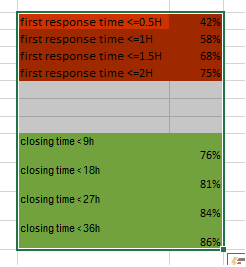 first response time <=0.5H 42%
first response time <=1H 58%
first response time <=1.5H 68%
first response time <=2H 75%
closing time < 9h
76%
closing time < 18h
81%
closing time < 27h
84%
closing time < 36h
86%